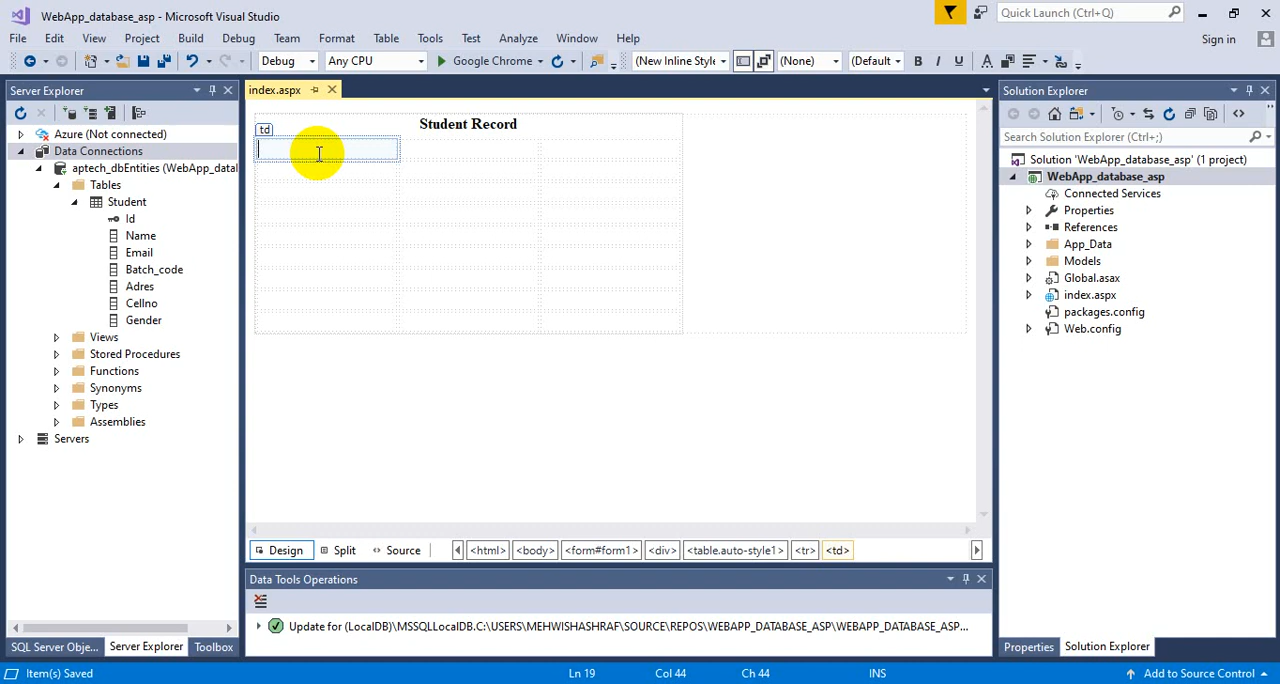 WebApp_database_asp - Microsoft Visual Studio
Quick Launch (Ctrl+Q)
File Edit View Project Build Debug Team Format Table Tools Test Analyze Window Help
Sign in
Debug Any CPU Google Chrome (New Inline Style (None) (Default B I U A
Server Explorer
index.aspx
Solution Explorer
Azure (Not connected)
Data Connections
aptech_dbEntities (WebApp_datal
Tables
Student
Id
Name
Email
Batch_code
Adres
Cellno
Gender
Views
Stored Procedures
Functions
Synonyms
Types
Assemblies
Servers
td
Student Record
Search Solution Explorer (Ctrl+;)
Solution 'WebApp_database_asp' (1 project)
WebApp_database_asp
Connected Services
Properties
References
App_Data
Models
Global.asax
index.aspx
packages.config
Web.config
Design Split Source <html> <body> <form#form1> <div> <table.auto-style1> <tr> <td>
Data Tools Operations
Update for (LocalDB)\MSSQLLocalDB.C:\USERS\MEHWISHASHRAF\SOURCE\REPOS\WEBAPP_DATABASE_ASP\WEBAPP_DATABASE_ASP...
SQL Server Obje... Server Explorer Toolbox
Properties Solution Explorer
Item(s) Saved Ln 19 Col 44 Ch 44 INS Add to Source Control